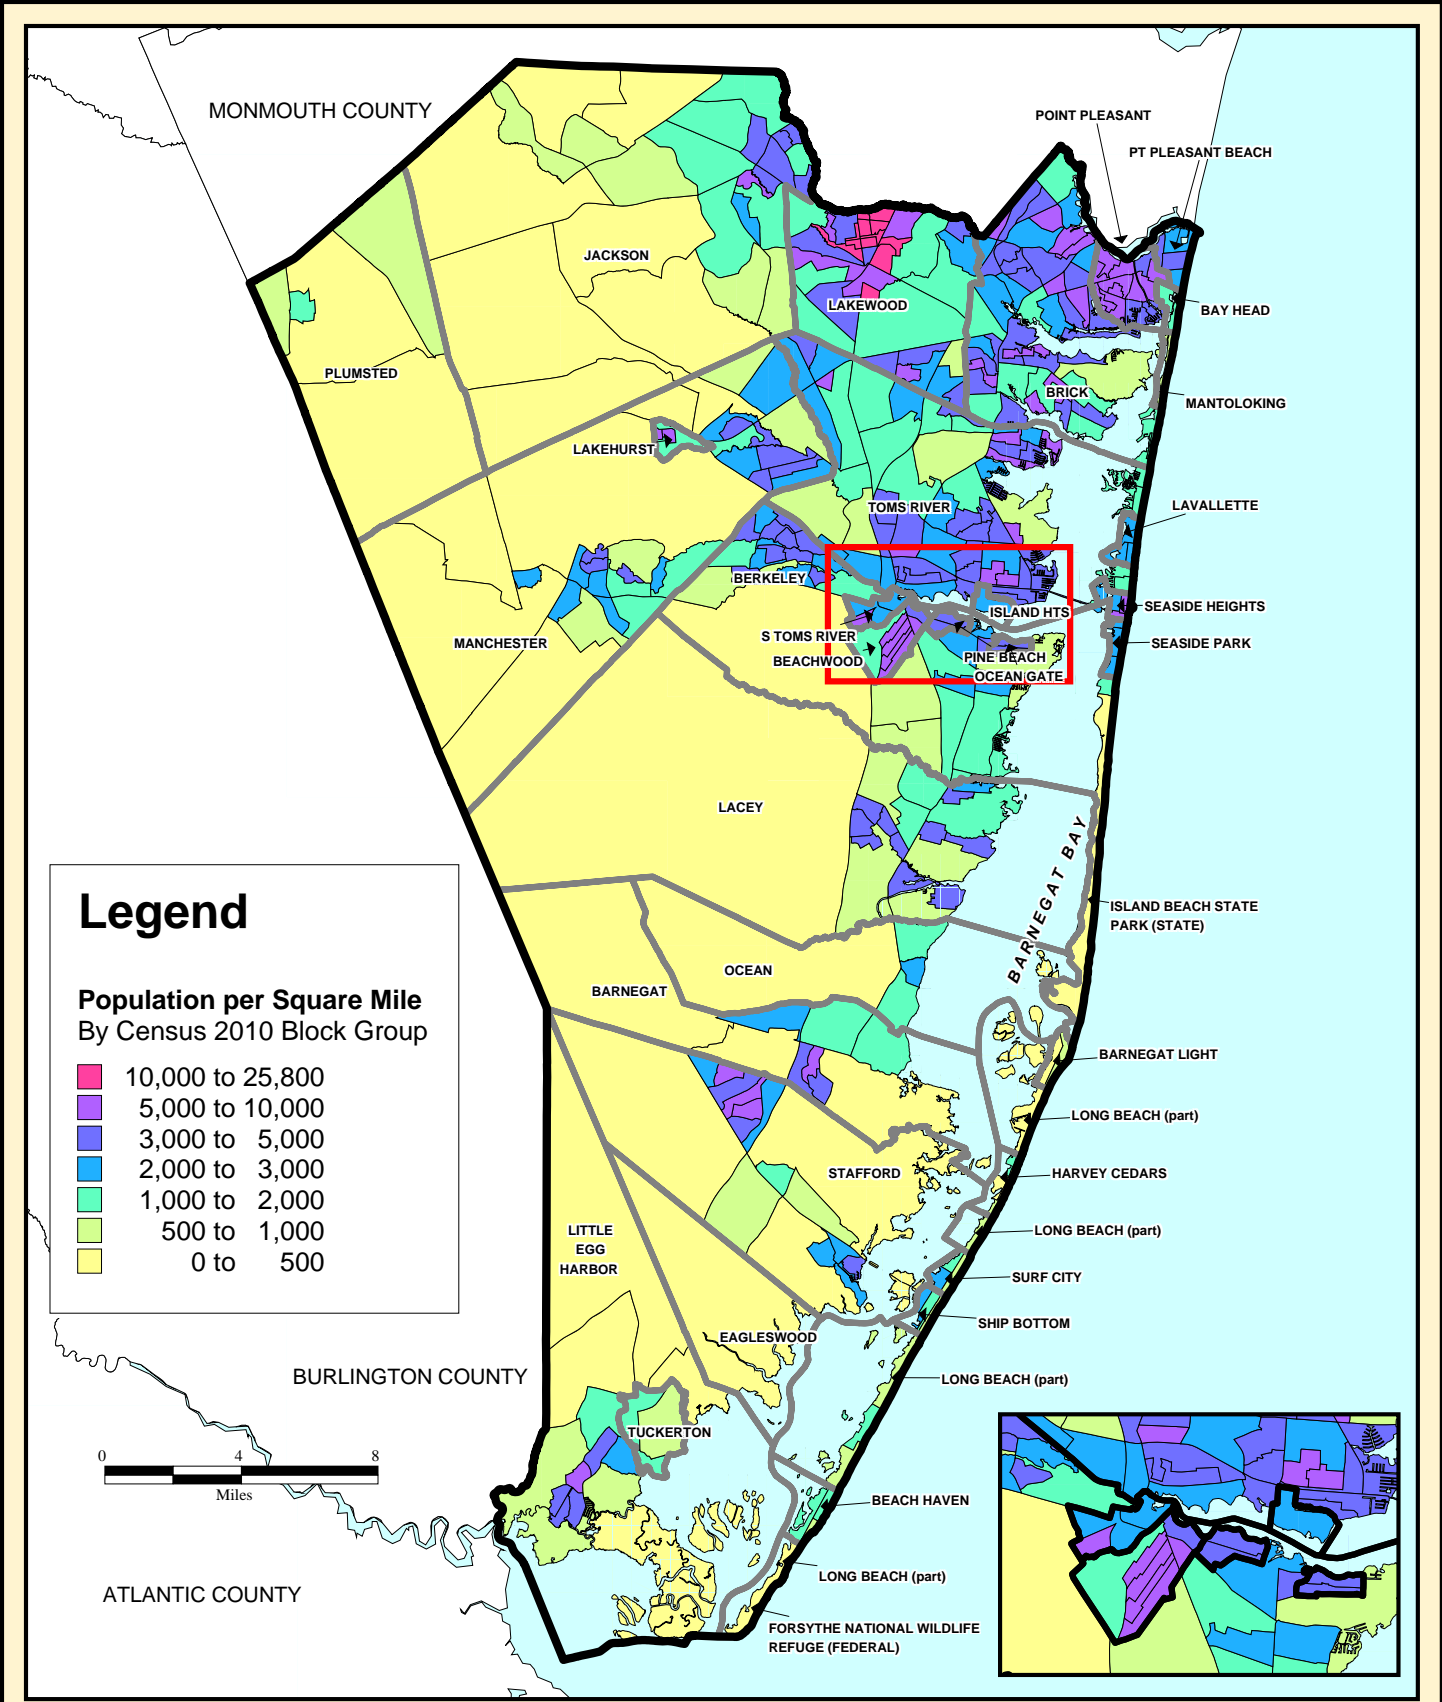 MONMOUTH COUNTY
POINT PLEASANT
PT PLEASANT BEACH
JACKSON
LAKEWOOD
BAY HEAD
PLUMSTED
BRICK
MANTOLOKING
LAKEHURST
LAVALLETTE
TOMS RIVER
BERKELEY
ISLAND HTS
SEASIDE HEIGHTS
S TOMS RIVER
MANCHESTER
SEASIDE PARK
BEACHWOOD
PINE BEACH
OCEAN GATE
LACEY
BARNEGAT BAY
ISLAND BEACH STATE
PARK (STATE)
OCEAN
BARNEGAT
BARNEGAT LIGHT
LONG BEACH (part)
STAFFORD
HARVEY CEDARS
LITTLE
EGG
HARBOR
LONG BEACH (part)
SURF CITY
SHIP BOTTOM
EAGLESWOOD
LONG BEACH (part)
TUCKERTON
BEACH HAVEN
LONG BEACH (part)
FORSYTHE NATIONAL WILDLIFE
REFUGE (FEDERAL)
Legend
Population per Square Mile
By Census 2010 Block Group
10,000 to 25,800
5,000 to 10,000
3,000 to 5,000
2,000 to 3,000
1,000 to 2,000
500 to 1,000
0 to 500
BURLINGTON COUNTY
0 4 8
Miles
ATLANTIC COUNTY